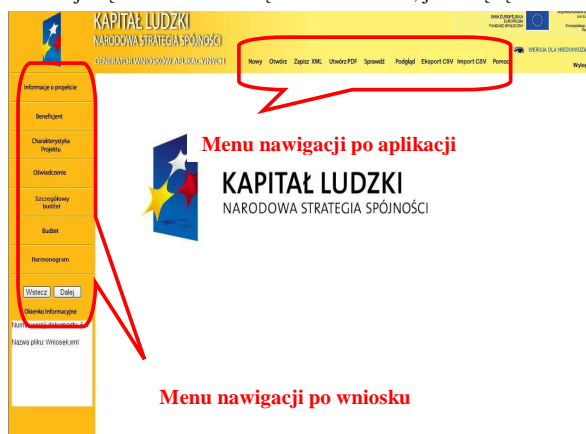 KAPITAŁ LUDZKI
NARODOWA STRATEGIA SPÓJNOŚCI
GENERATOR WNIOSKÓW APLIKACYJNYCH
UNIA EUROPEJSKA
EUROPEJSKI
FUNDUSZ SPOŁECZNY
WERSJA DLA NIEDOWIDZ
Nowy Otwórz Zapisz XML Utwórz PDF Sprawdź Podgląd Eksport CSV Import CSV Pomoc
Wylog
Informacje o projekcie
Beneficjent
Charakterystyka
Projektu
Oświadczenie
Szczegółowy
budżet
Budżet
Harmonogram
Wstecz Dalej
Okienko Informacyjne
Nazwa pliku: Wniosek.xml
Menu nawigacji po aplikacji
KAPITAŁ LUDZKI
NARODOWA STRATEGIA SPÓJNOŚCI
Menu nawigacji po wniosku